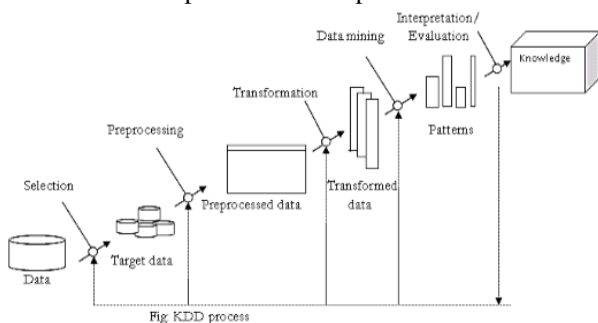 Interpretation/
Evaluation
Data mining
Knowledge
Transformation
Preprocessing
Patterns
Selection
Transformed
data
Preprocessed data
Target data
Data
Fig: KDD process